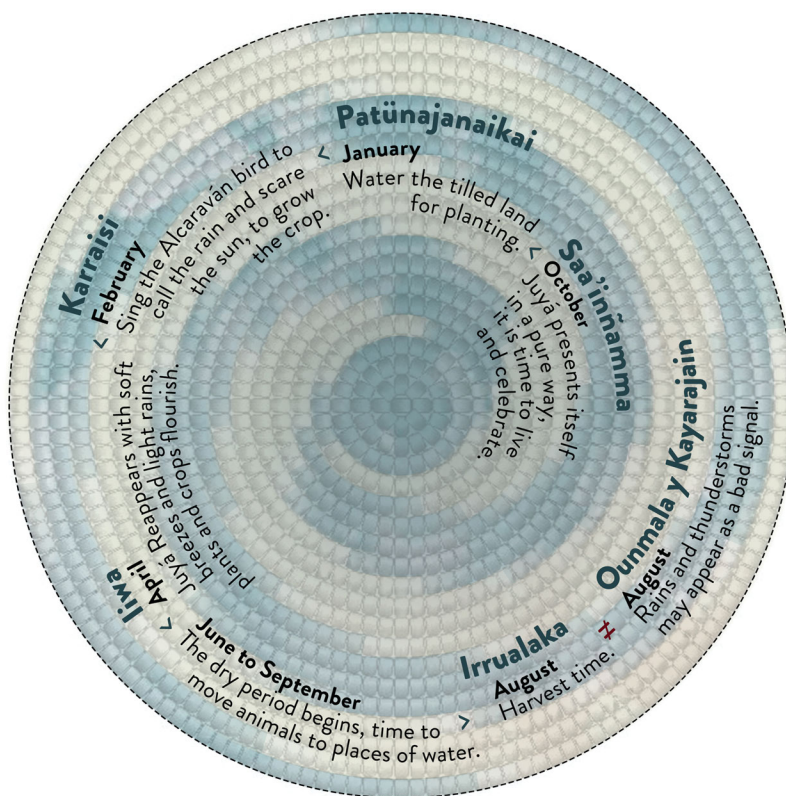 Patünajanaikai
< January
Water the tilled land
for planting.
Karraisi
< February
Sing the Alcaraván bird to
call the rain and scare
the sun, to grow
the crop.
Iiwa
< April
Juyá Reappears with soft
breezes and light rains,
plants and crops flourish.
June to September
The dry period begins, time to
move animals to places of water.
>
Irrualaka
August
Harvest time.
≠
Ounmala y Kayarajain
August
Rains and thunderstorms
may appear as a bad signal.
Saa'inñamma
< October
Juyá presents itself
in a pure way,
it is time to live
and celebrate.